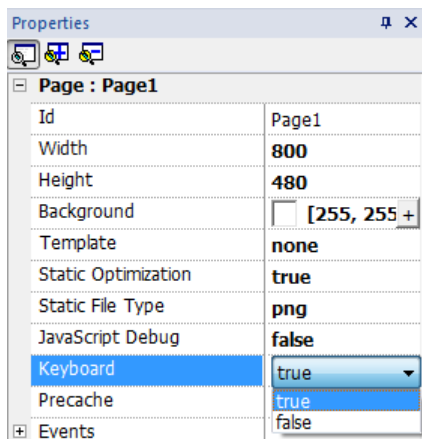 Properties
Page : Page1
Id Page1
Width 800
Height 480
Background [255, 255 +
Template none
Static Optimization true
Static File Type png
JavaScript Debug false
Keyboard true
Precache true
Events false